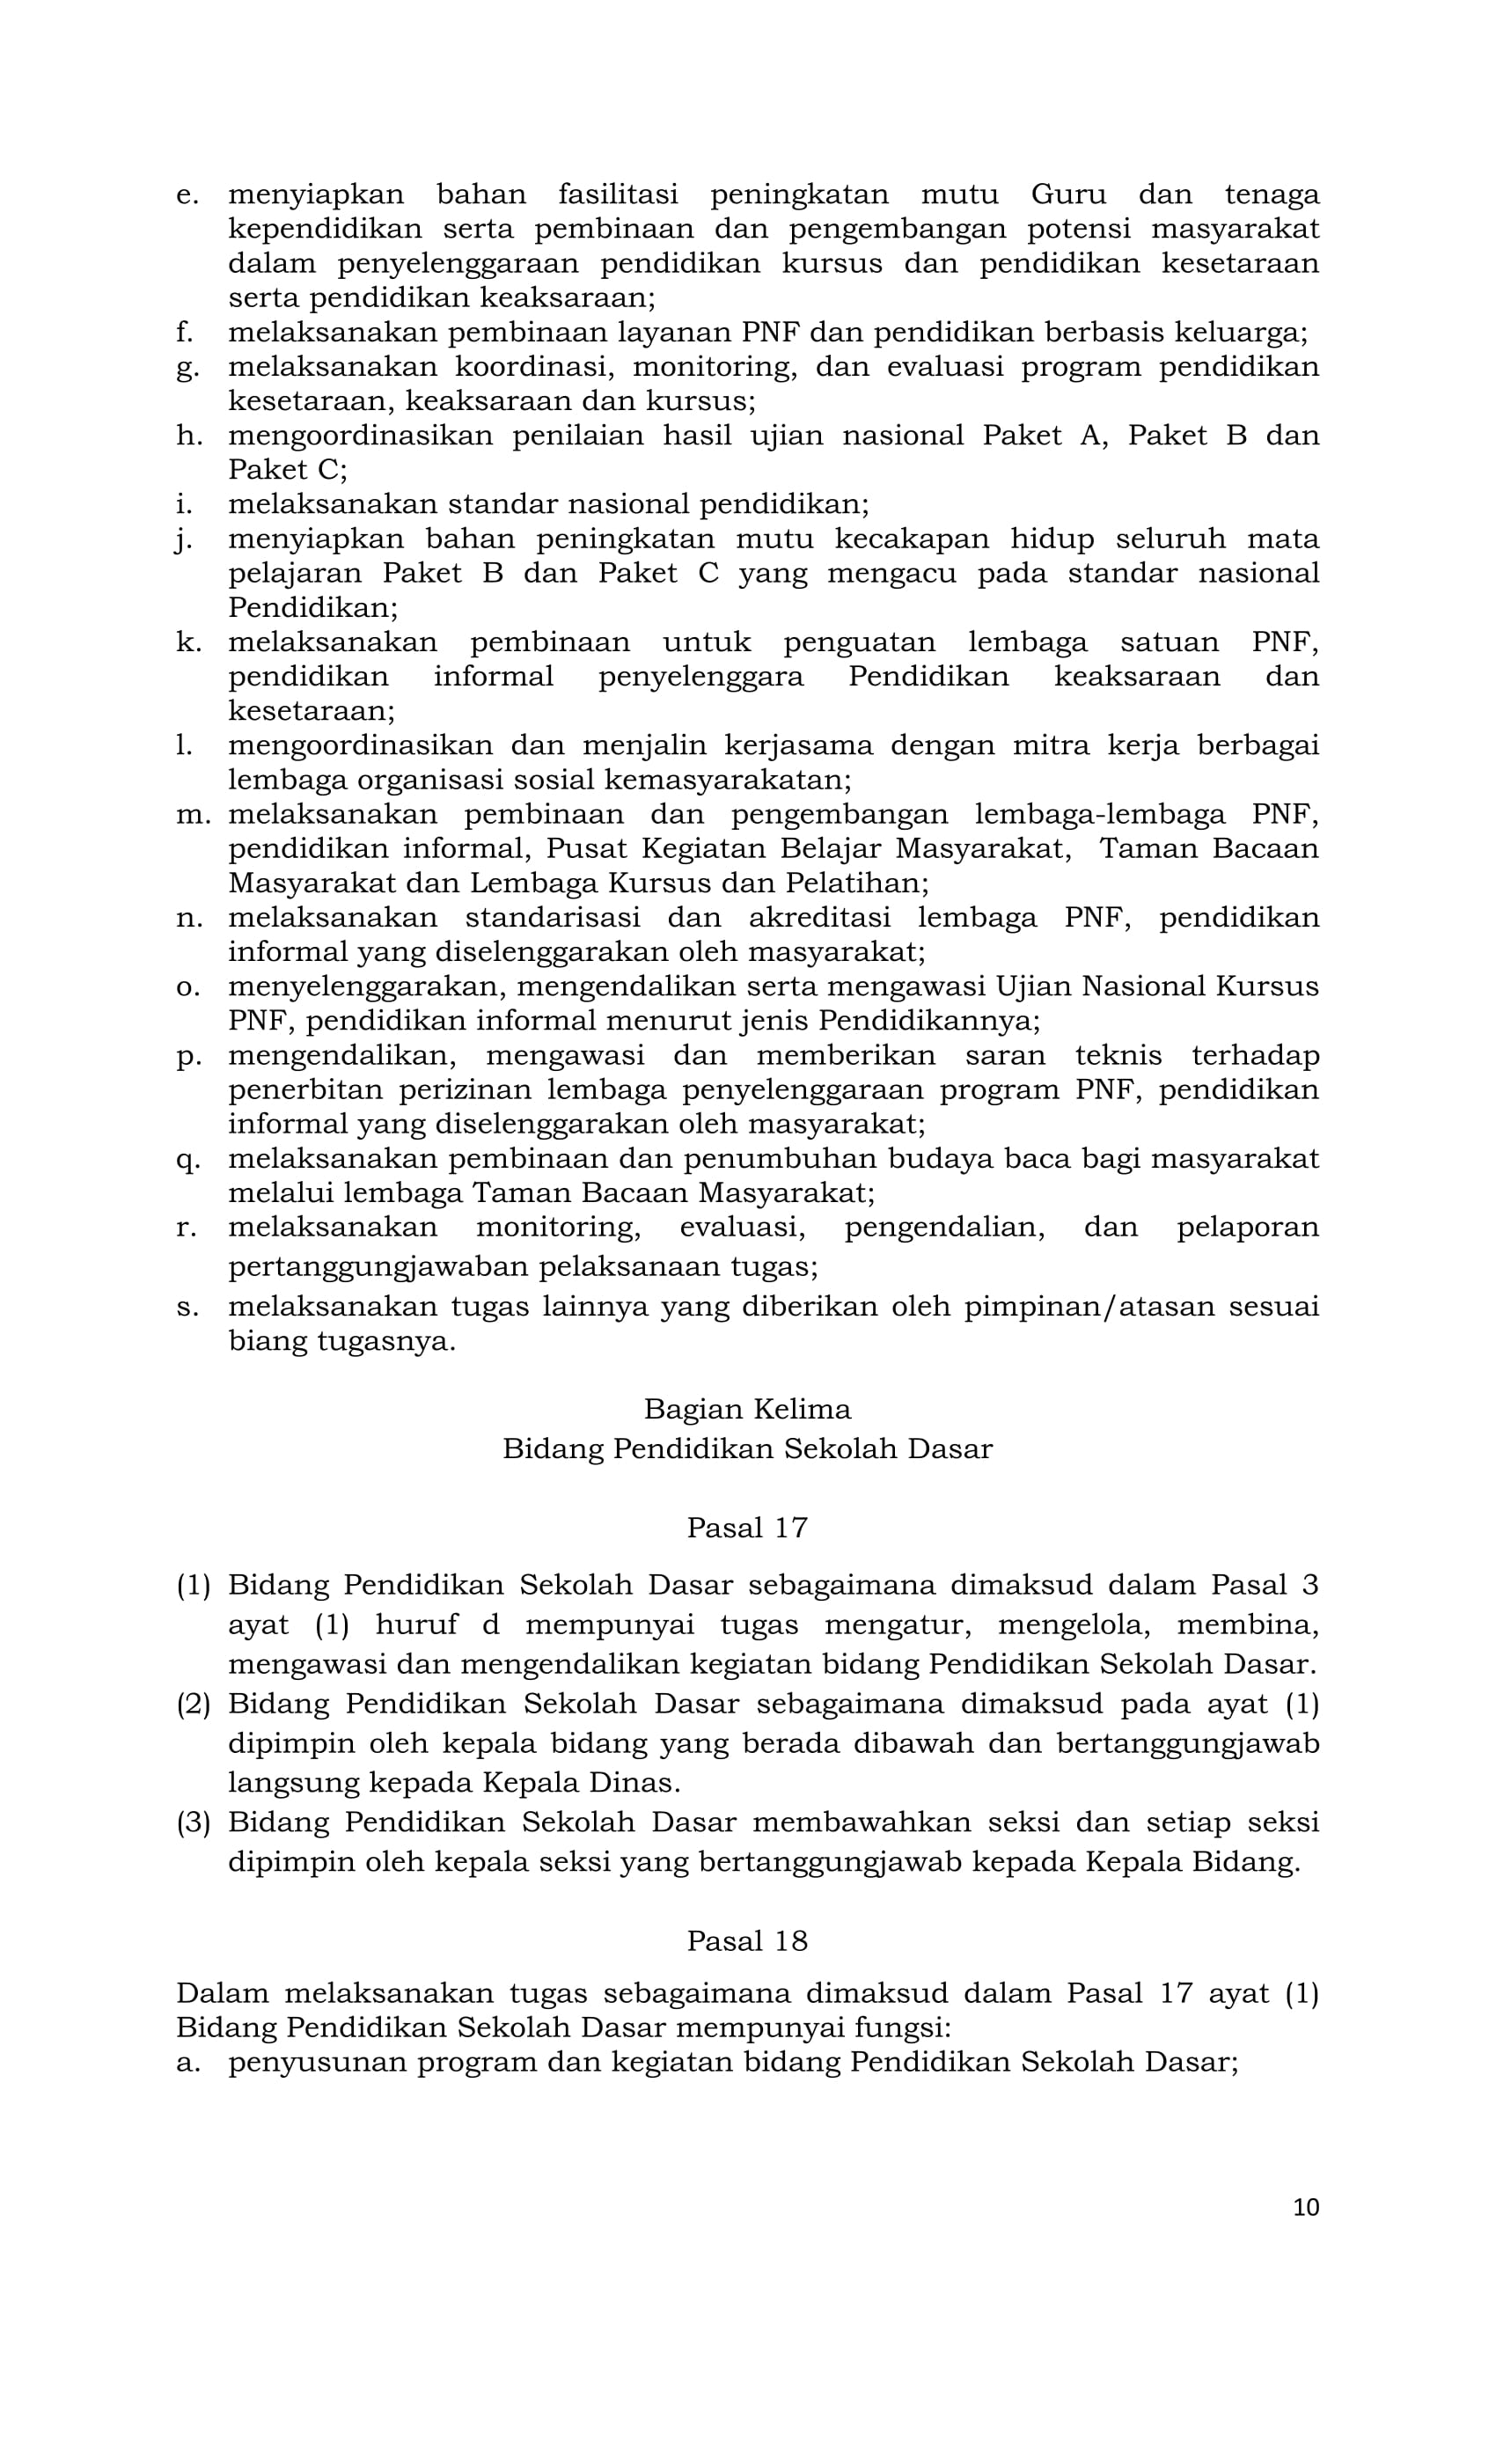 e. menyiapkan bahan fasilitasi peningkatan mutu Guru dan tenaga
kependidikan serta pembinaan dan pengembangan potensi masyarakat
dalam penyelenggaraan pendidikan kursus dan pendidikan kesetaraan
serta pendidikan keaksaraan;
f. melaksanakan pembinaan layanan PNF dan pendidikan berbasis keluarga;
g. melaksanakan koordinasi, monitoring, dan evaluasi program pendidikan
kesetaraan, keaksaraan dan kursus;
h. mengoordinasikan penilaian hasil ujian nasional Paket A, Paket B dan
Paket C;
i. melaksanakan standar nasional pendidikan;
j. menyiapkan bahan peningkatan mutu kecakapan hidup seluruh mata
pelajaran Paket B dan Paket C yang mengacu pada standar nasional
Pendidikan;
k. melaksanakan pembinaan untuk penguatan lembaga satuan PNF,
pendidikan informal penyelenggara Pendidikan keaksaraan dan
kesetaraan;
l. mengoordinasikan dan menjalin kerjasama dengan mitra kerja berbagai
lembaga organisasi sosial kemasyarakatan;
m. melaksanakan pembinaan dan pengembangan lembaga-lembaga PNF,
pendidikan informal, Pusat Kegiatan Belajar Masyarakat, Taman Bacaan
Masyarakat dan Lembaga Kursus dan Pelatihan;
n. melaksanakan standarisasi dan akreditasi lembaga PNF, pendidikan
informal yang diselenggarakan oleh masyarakat;
o. menyelenggarakan, mengendalikan serta mengawasi Ujian Nasional Kursus
PNF, pendidikan informal menurut jenis Pendidikannya;
p. mengendalikan, mengawasi dan memberikan saran teknis terhadap
penerbitan perizinan lembaga penyelenggaraan program PNF, pendidikan
informal yang diselenggarakan oleh masyarakat;
q. melaksanakan pembinaan dan penumbuhan budaya baca bagi masyarakat
melalui lembaga Taman Bacaan Masyarakat;
r. melaksanakan monitoring, evaluasi, pengendalian, dan pelaporan
pertanggungjawaban pelaksanaan tugas;
s. melaksanakan tugas lainnya yang diberikan oleh pimpinan/atasan sesuai
biang tugasnya.
Bagian Kelima
Bidang Pendidikan Sekolah Dasar
Pasal 17
(1) Bidang Pendidikan Sekolah Dasar sebagaimana dimaksud dalam Pasal 3
ayat (1) huruf d mempunyai tugas mengatur, mengelola, membina,
mengawasi dan mengendalikan kegiatan bidang Pendidikan Sekolah Dasar.
(2) Bidang Pendidikan Sekolah Dasar sebagaimana dimaksud pada ayat (1)
dipimpin oleh kepala bidang yang berada dibawah dan bertanggungjawab
langsung kepada Kepala Dinas.
(3) Bidang Pendidikan Sekolah Dasar membawahkan seksi dan setiap seksi
dipimpin oleh kepala seksi yang bertanggungjawab kepada Kepala Bidang.
Pasal 18
Dalam melaksanakan tugas sebagaimana dimaksud dalam Pasal 17 ayat (1)
Bidang Pendidikan Sekolah Dasar mempunyai fungsi:
a. penyusunan program dan kegiatan bidang Pendidikan Sekolah Dasar;
10